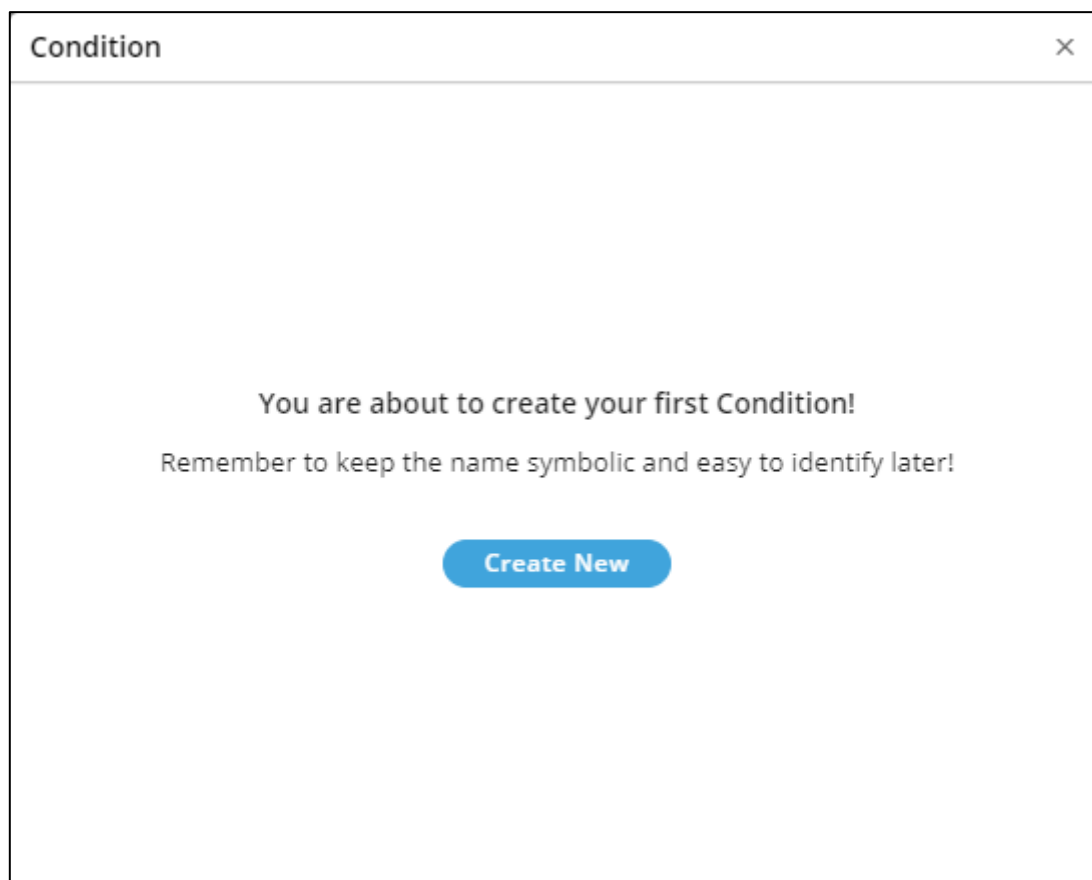 Condition
You are about to create your first Condition!
Remember to keep the name symbolic and easy to identify later!
Create New